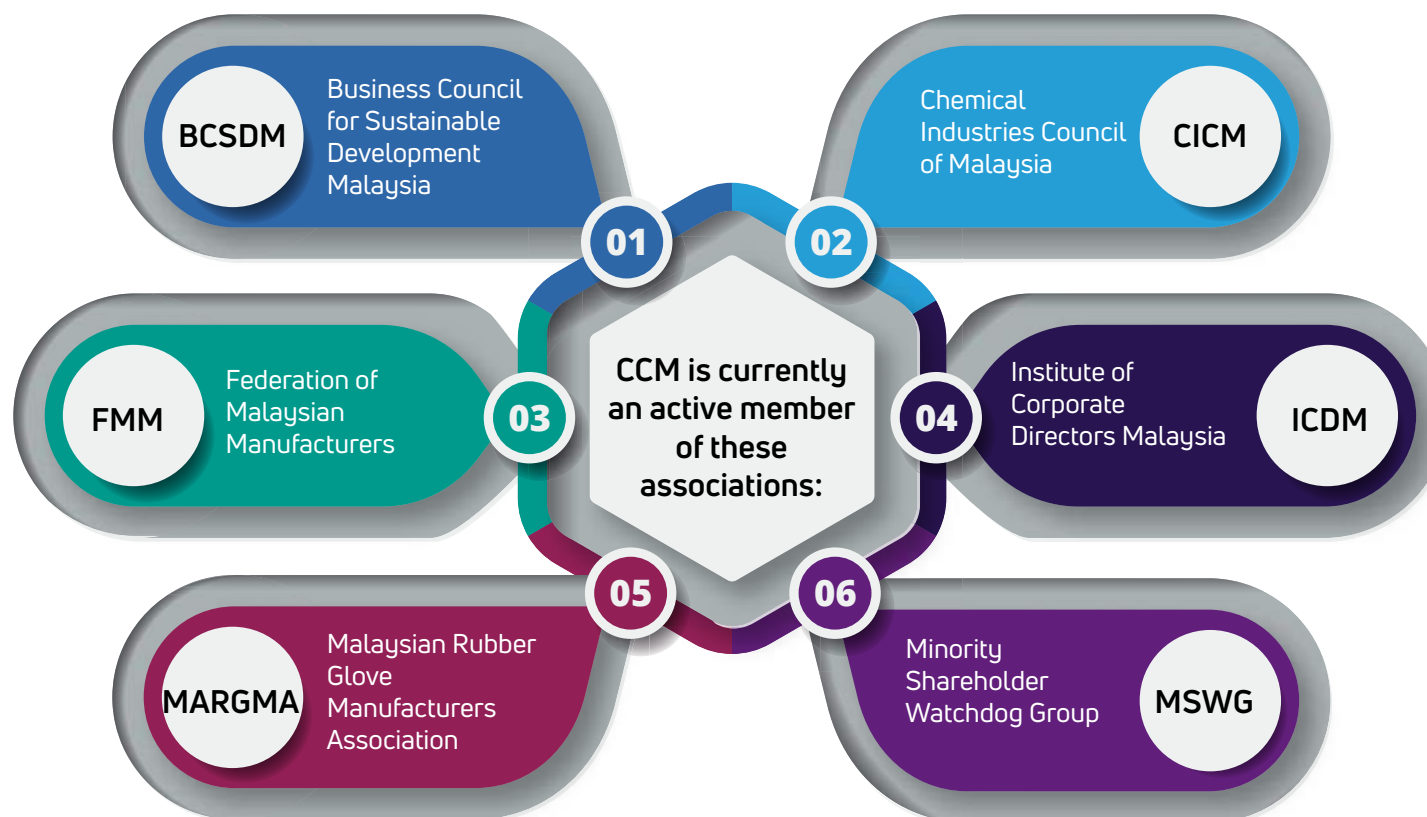 BCSDM
Business Council
for Sustainable
Development
Malaysia
01
Chemical
Industries Council
of Malaysia
CICM
02
FMM
Federation of
Malaysian
Manufacturers
03
CCM is currently
an active member
of these
associations:
04
Institute of
Corporate
Directors Malaysia
ICDM
MARGMA
Malaysian Rubber
Glove
Manufacturers
Association
05
06
Minority
Shareholder
Watchdog Group
MSWG